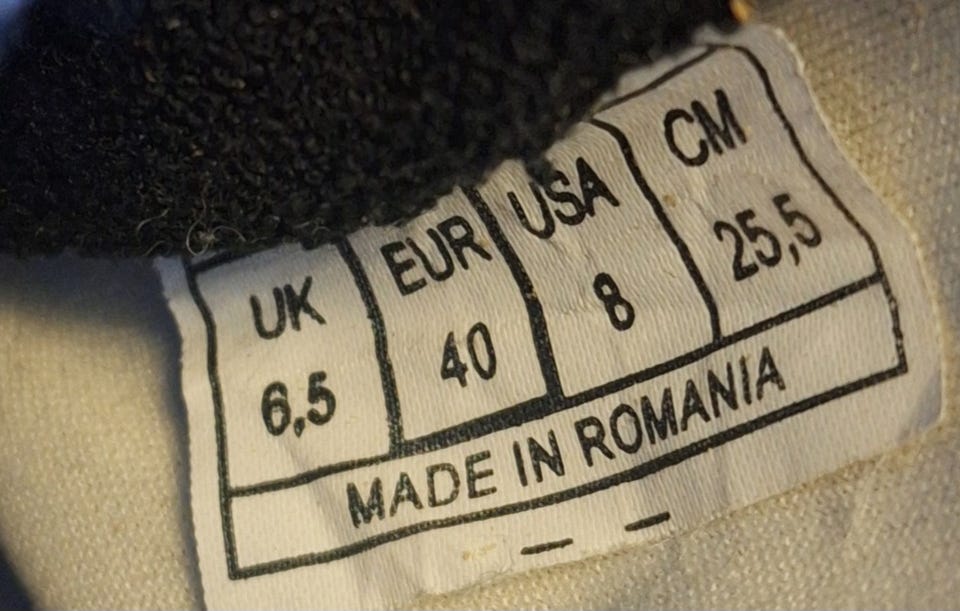 UK EUR USA CM
6,5 40 8 25,5
MADE IN ROMANIA